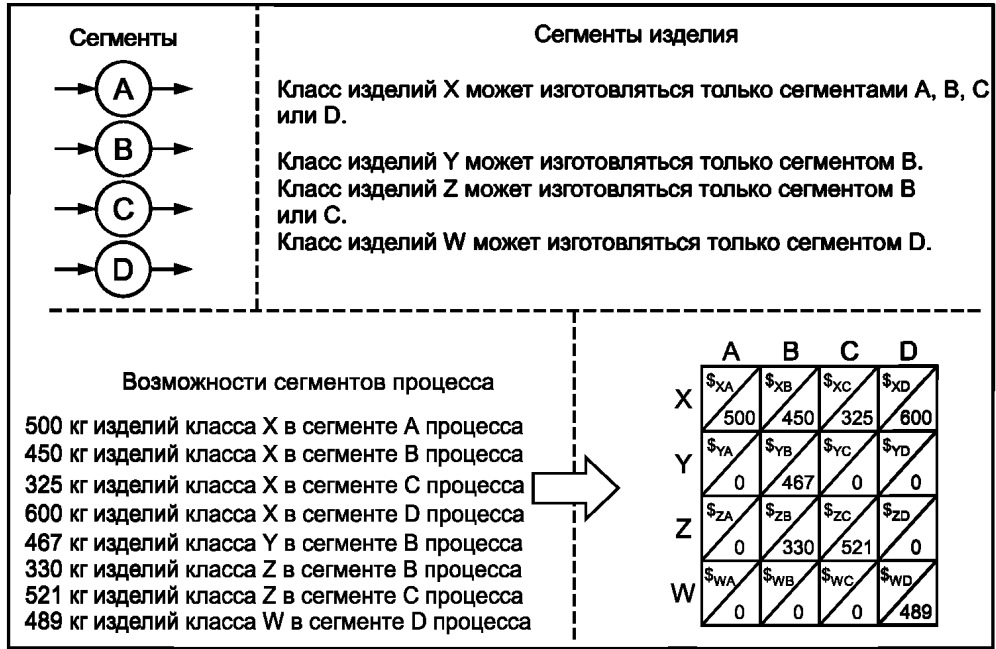 Сегменты
A
B
C
D
Сегменты изделия
Класс изделий X может изготовляться только сегментами A, B, C
или D.
Класс изделий Y может изготовляться только сегментом B.
Класс изделий Z может изготовляться только сегментом B
или C.
Класс изделий W может изготовляться только сегментом D.
Возможности сегментов процесса
500 кг изделий класса X в сегменте A процесса
450 кг изделий класса X в сегменте B процесса
325 кг изделий класса X в сегменте C процесса
600 кг изделий класса X в сегменте D процесса
467 кг изделий класса Y в сегменте B процесса
330 кг изделий класса Z в сегменте B процесса
521 кг изделий класса Z в сегменте C процесса
489 кг изделий класса W в сегменте D процесса
A B C D
X $XA 500 $XB 450 $XC 325 $XD 600
Y $YA 0 $YB 467 $YC 0 $YD 0
Z $ZA 0 $ZB 330 $ZC 521 $ZD 0
W $WA 0 $WB 0 $WC 0 $WD 489